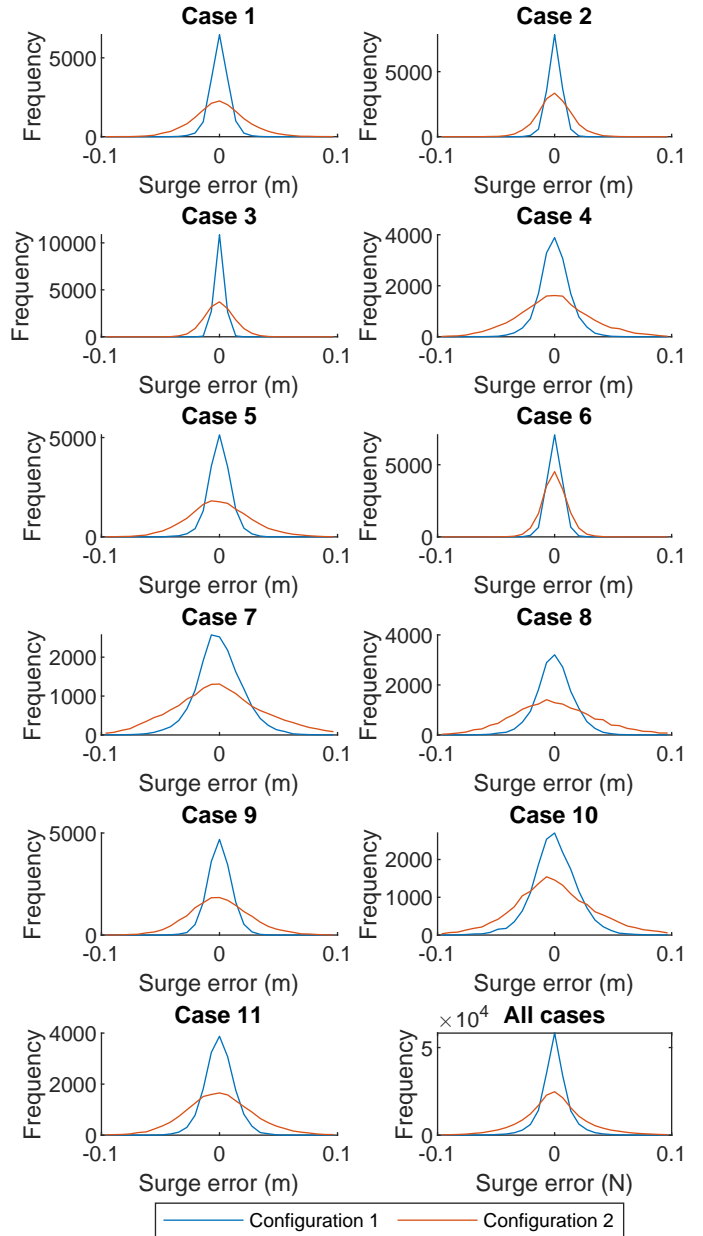 Case 1
Case 2
5000
0
Frequency
-0.1
0
0.1
Surge error (m)
5000
0
Frequency
-0.1
0
0.1
Surge error (m)
Case 3
Case 4
10000
5000
0
Frequency
-0.1
0
0.1
Surge error (m)
4000
2000
0
Frequency
-0.1
0
0.1
Surge error (m)
Case 5
Case 6
5000
0
Frequency
-0.1
0
0.1
Surge error (m)
5000
0
Frequency
-0.1
0
0.1
Surge error (m)
Case 7
Case 8
2000
1000
0
Frequency
-0.1
0
0.1
Surge error (m)
4000
2000
0
Frequency
-0.1
0
0.1
Surge error (m)
Case 9
Case 10
5000
0
Frequency
-0.1
0
0.1
Surge error (m)
2000
1000
0
Frequency
-0.1
0
0.1
Surge error (m)
Case 11
All cases
4000
2000
0
Frequency
-0.1
0
0.1
Surge error (m)
× 10^4
5
0
Frequency
-0.1
0
0.1
Surge error (N)
Configuration 1
Configuration 2